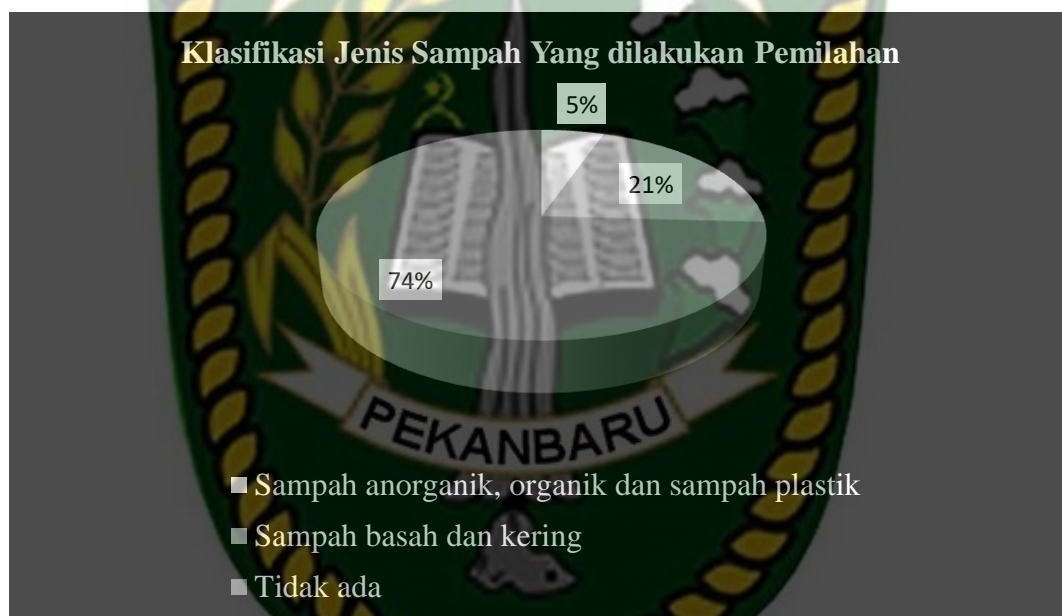 Klasifikasi Jenis Sampah Yang dilakukan Pemilahan
5%
21%
74%
PEKANBARU
Sampah anorganik, organik dan sampah plastik
Sampah basah dan kering
Tidak ada